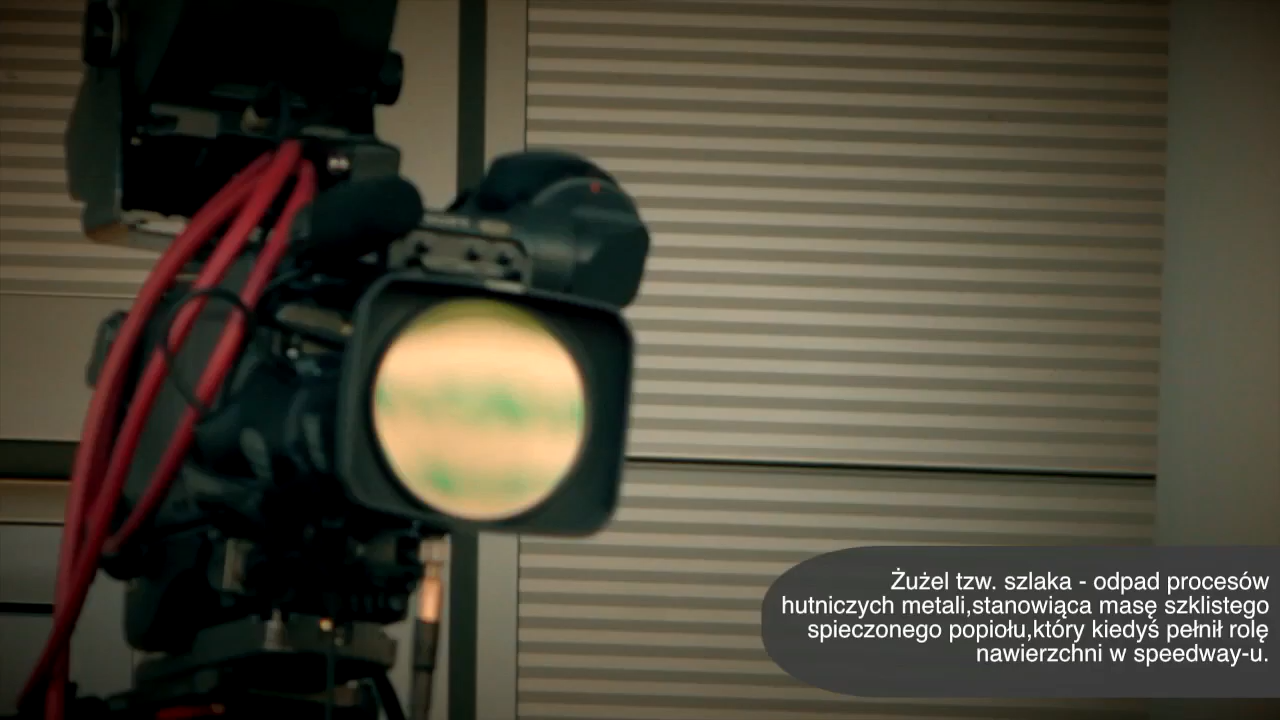 Żużel tzw. szlaka - odpad procesów
hutniczych metali,stanowiąca masę szklistego
spieczonego popiołu,który kiedyś pełnił rolę
nawierzchni w speedway-u.